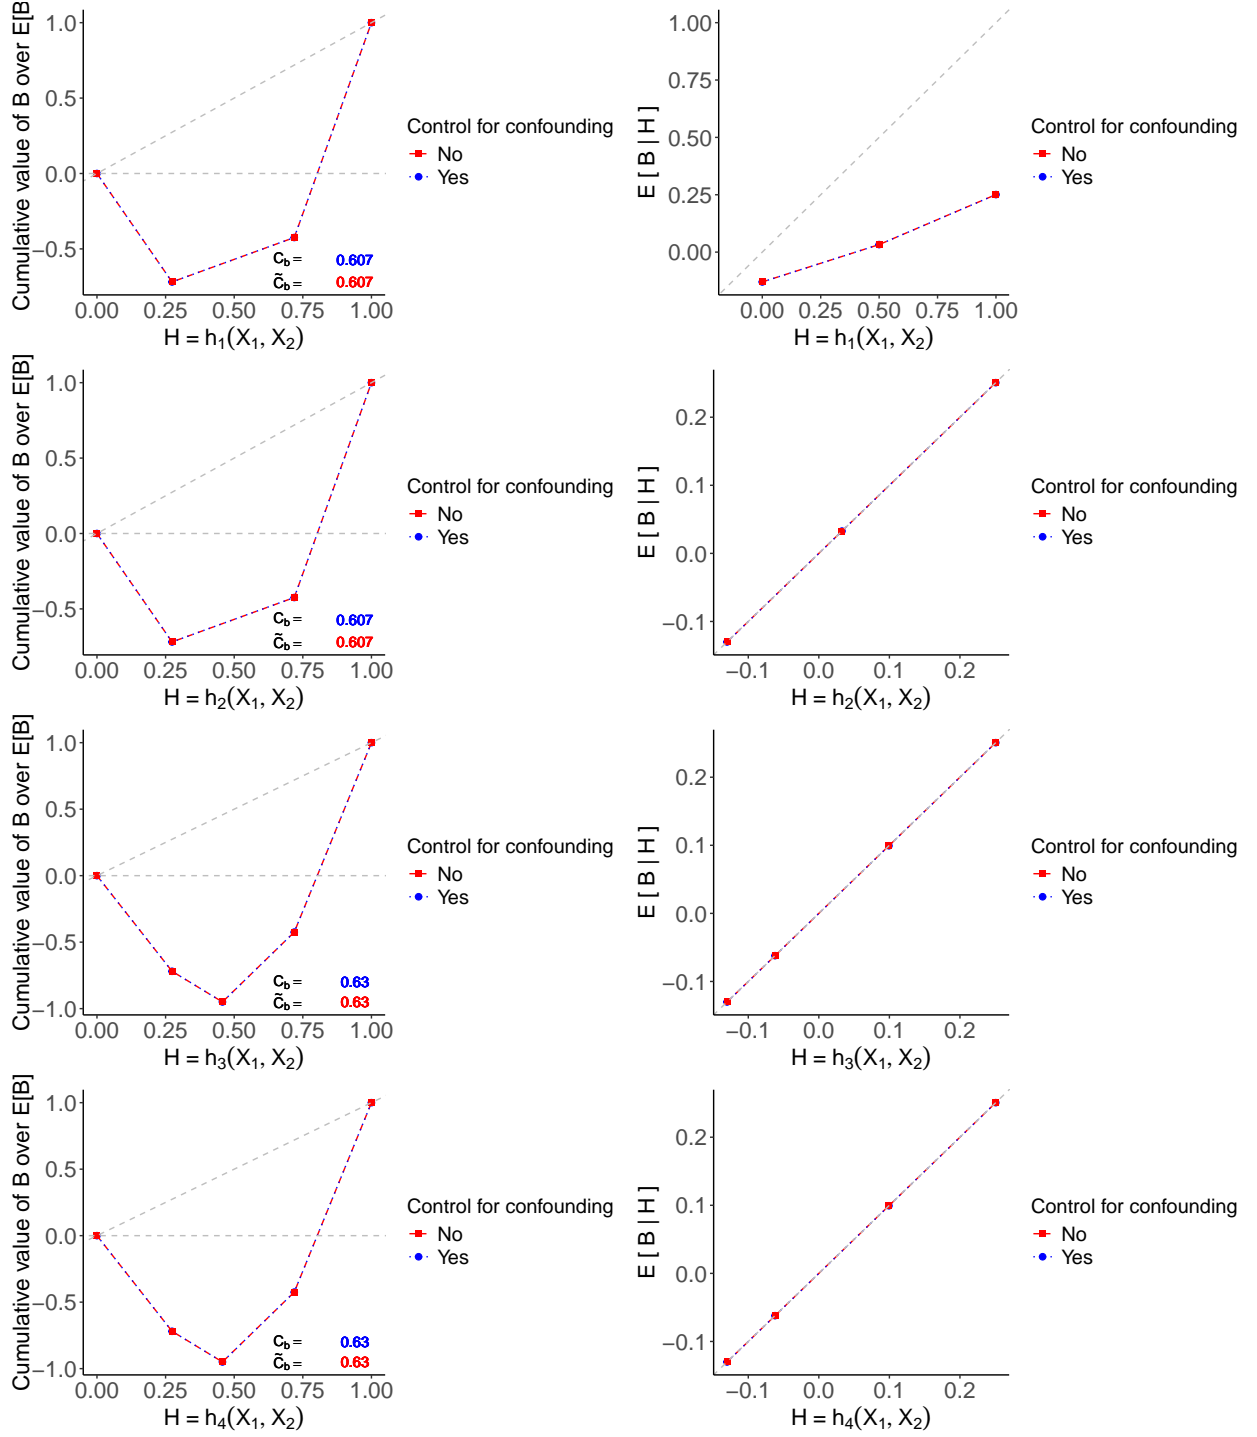 Cumulative value of B over E[B]
1.0
0.5
0.0
−0.5
0.00 0.25 0.50 0.75 1.00
H = h₁(X₁, X₂)
C_b = 0.607
C̃_b = 0.607
Control for confounding
No
Yes
E [ B | H ]
1.00
0.75
0.50
0.25
0.00
0.00 0.25 0.50 0.75 1.00
H = h₁(X₁, X₂)
Control for confounding
No
Yes
Cumulative value of B over E[B]
1.0
0.5
0.0
−0.5
0.00 0.25 0.50 0.75 1.00
H = h₂(X₁, X₂)
C_b = 0.607
C̃_b = 0.607
Control for confounding
No
Yes
E [ B | H ]
0.2
0.1
0.0
−0.1
−0.1 0.0 0.1 0.2
H = h₂(X₁, X₂)
Control for confounding
No
Yes
Cumulative value of B over E[B]
1.0
0.5
0.0
−0.5
−1.0
0.00 0.25 0.50 0.75 1.00
H = h₃(X₁, X₂)
C_b = 0.63
C̃_b = 0.63
Control for confounding
No
Yes
E [ B | H ]
0.2
0.1
0.0
−0.1
−0.1 0.0 0.1 0.2
H = h₃(X₁, X₂)
Control for confounding
No
Yes
Cumulative value of B over E[B]
1.0
0.5
0.0
−0.5
−1.0
0.00 0.25 0.50 0.75 1.00
H = h₄(X₁, X₂)
C_b = 0.63
C̃_b = 0.63
Control for confounding
No
Yes
E [ B | H ]
0.2
0.1
0.0
−0.1
−0.1 0.0 0.1 0.2
H = h₄(X₁, X₂)
Control for confounding
No
Yes